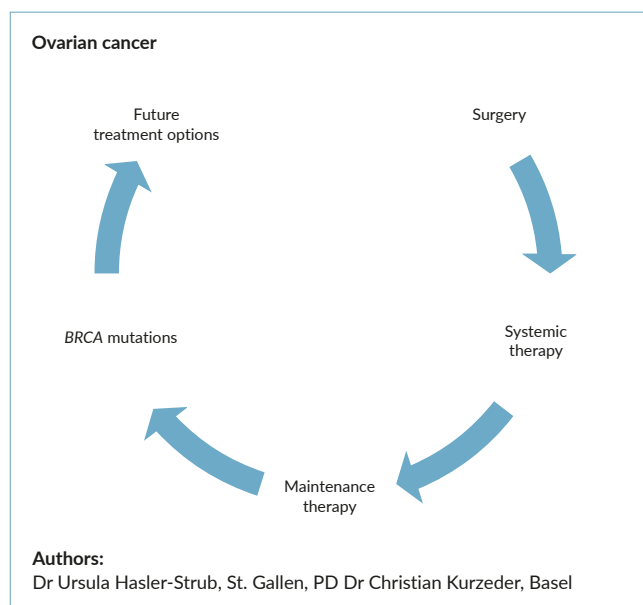 Ovarian cancer
Future
treatment options
Surgery
BRCA mutations
Systemic
therapy
Maintenance
therapy
Authors:
Dr Ursula Hasler-Strub, St. Gallen, PD Dr Christian Kurzeder, Basel